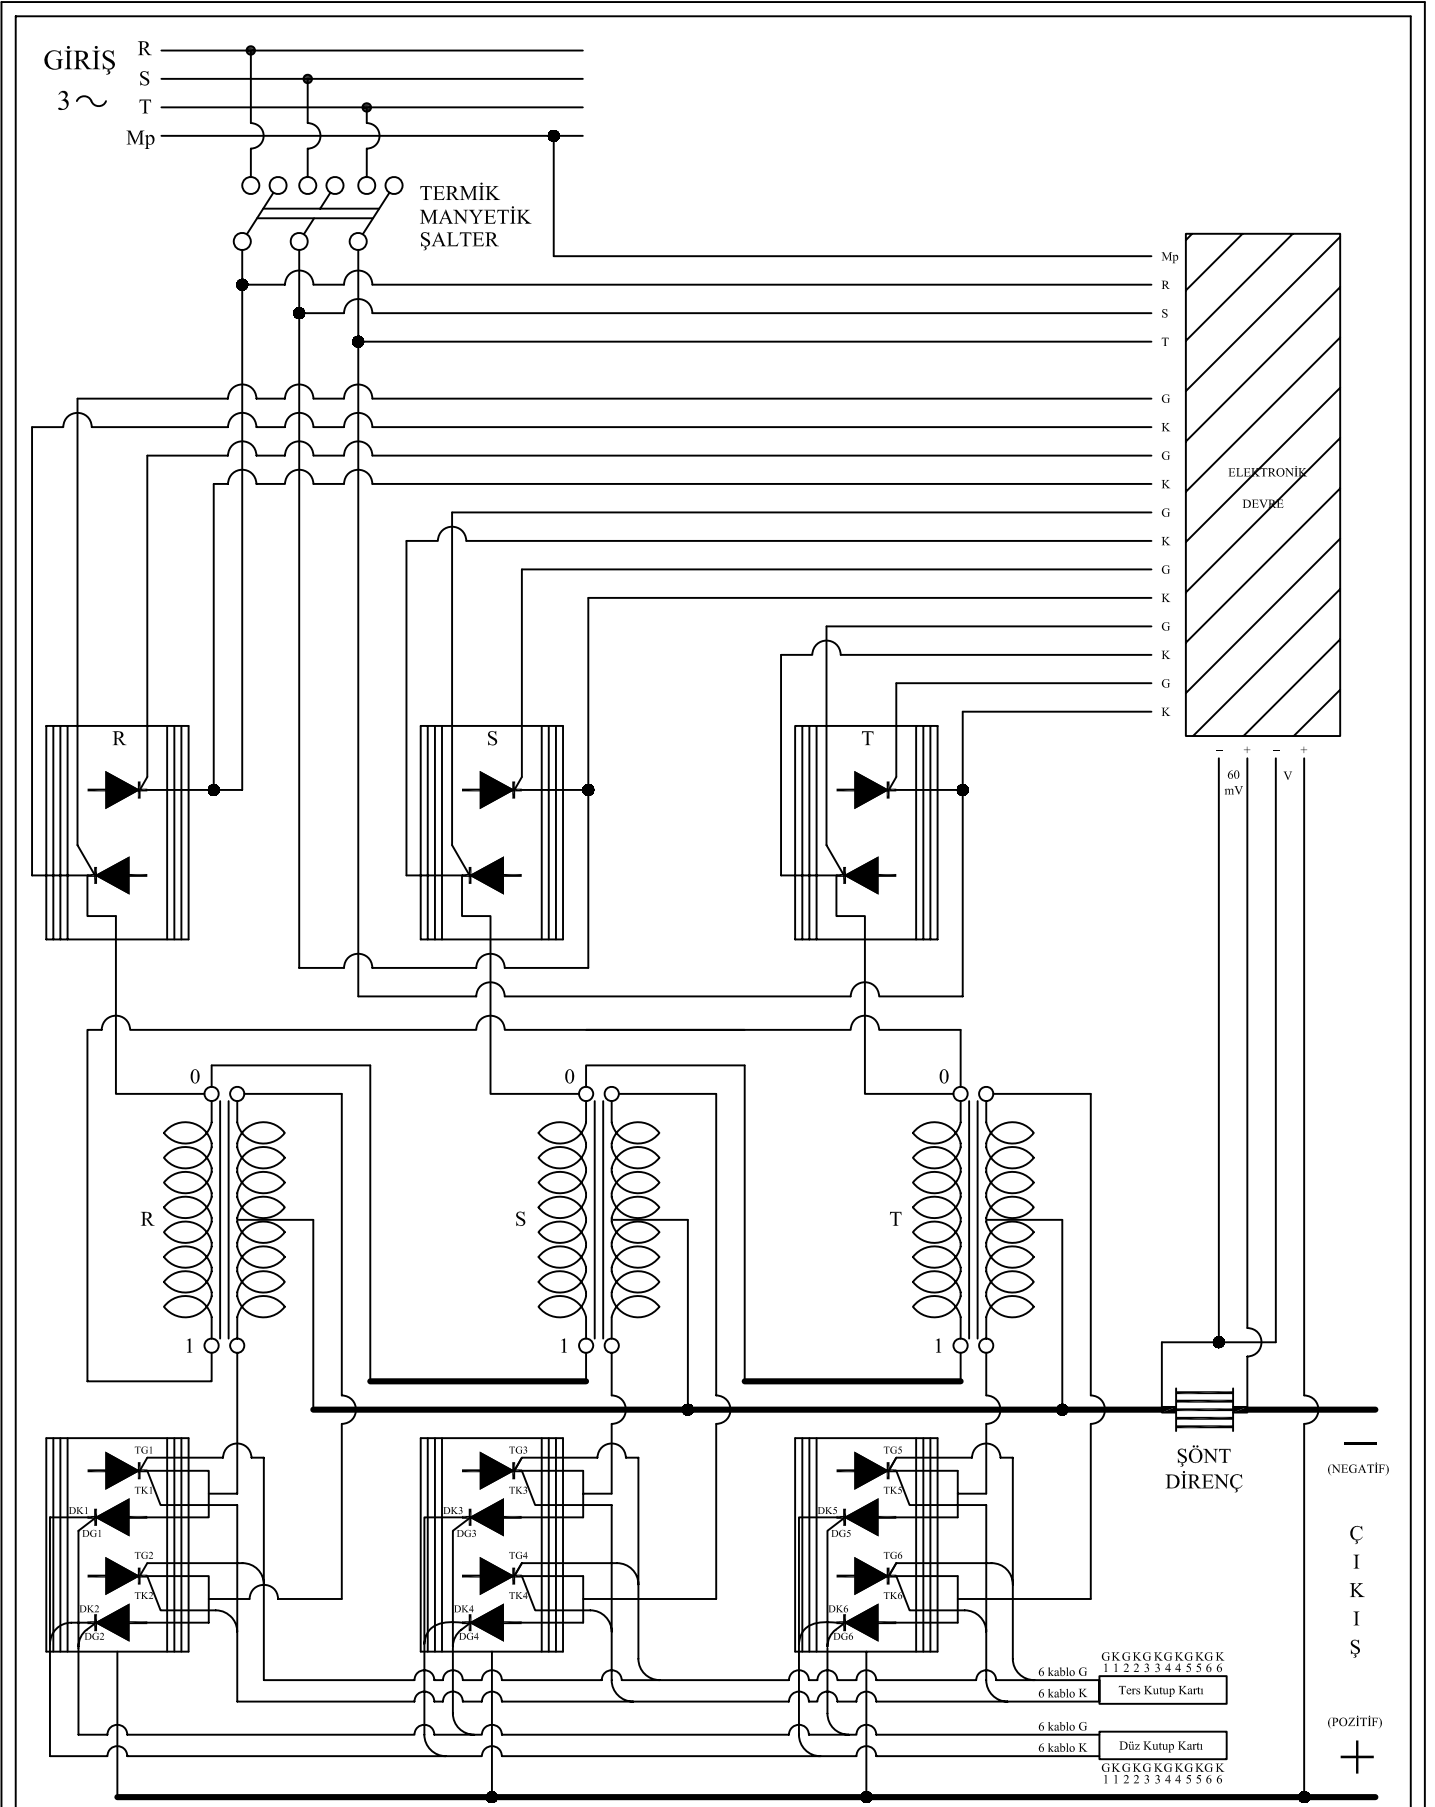 GİRİŞ
3
R
S
T
Mp
TERMİK
MANYETİK
ŞALTER
Mp
R
S
T
G
K
G
K
G
K
G
K
G
K
G
K
ELEKTRONİK
DEVRE
− + − +
60
mV
V
R
S
T
0
0
0
R
S
T
1
1
1
ŞÖNT
DİRENÇ
−
(NEGATİF)
Ç
I
K
I
Ş
(POZİTİF)
+
TG1
TK1
DK1
DG1
TG2
TK2
DK2
DG2
TG3
TK3
DK3
DG3
TG4
TK4
DK4
DG4
TG5
TK5
DK5
DG5
TG6
TK6
DK6
DG6
GKGKGKGKGKGK
112233445566
6 kablo G
6 kablo K
Ters Kutup Kartı
6 kablo G
6 kablo K
Düz Kutup Kartı
GKGKGKGKGKGK
112233445566